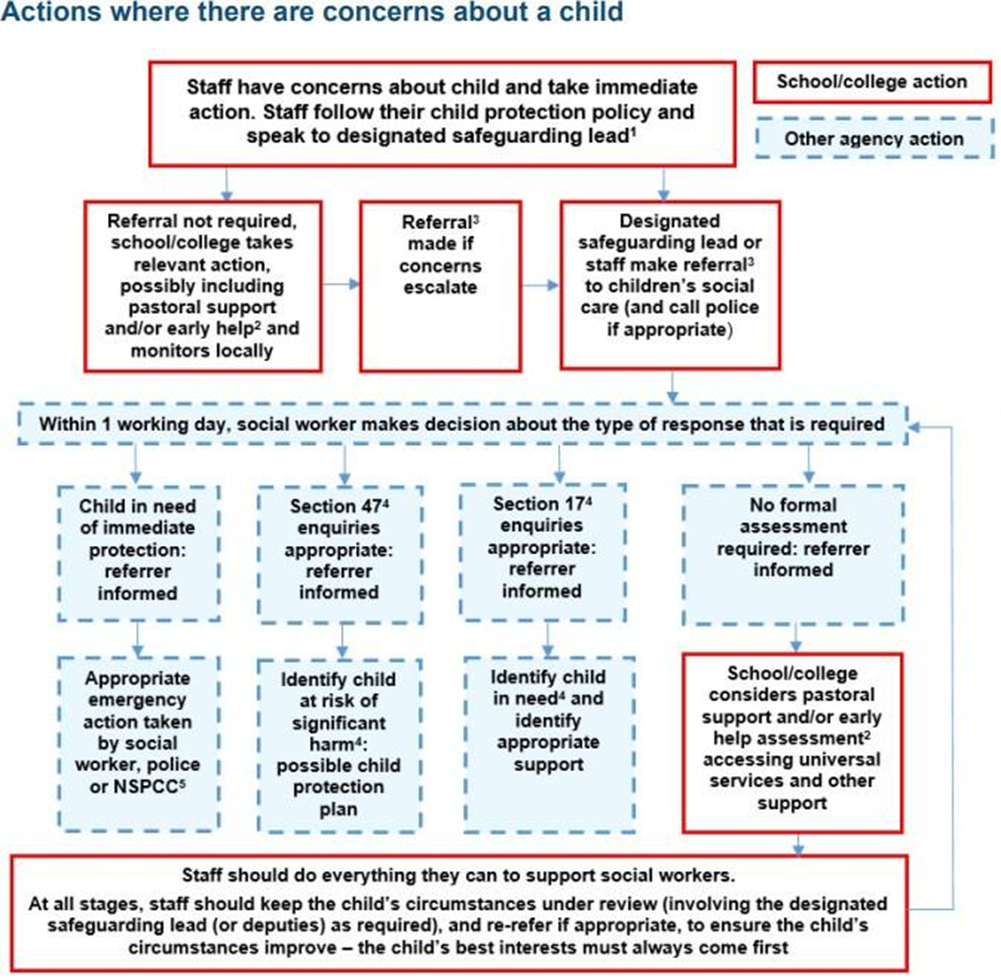 Actions where there are concerns about a child
Staff have concerns about child and take immediate
action. Staff follow their child protection policy and
speak to designated safeguarding lead¹
School/college action
Other agency action
Referral not required,
school/college takes
relevant action,
possibly including
pastoral support
and/or early help² and
monitors locally
Referral³
made if
concerns
escalate
Designated
safeguarding lead or
staff make referral³
to children’s social
care (and call police
if appropriate)
Within 1 working day, social worker makes decision about the type of response that is required
Child in need
of immediate
protection:
referrer
informed
Section 47⁴
enquiries
appropriate:
referrer
informed
Section 17⁴
enquiries
appropriate:
referrer
informed
No formal
assessment
required: referrer
informed
Appropriate
emergency
action taken
by social
worker, police
or NSPCC⁵
Identify child
at risk of
significant
harm⁴:
possible child
protection
plan
Identify child
in need⁴ and
identify
appropriate
support
School/college
considers pastoral
support and/or early
help assessment²
accessing universal
services and other
support
Staff should do everything they can to support social workers.
At all stages, staff should keep the child’s circumstances under review (involving the designated
safeguarding lead (or deputies) as required), and re-refer if appropriate, to ensure the child’s
circumstances improve – the child’s best interests must always come first